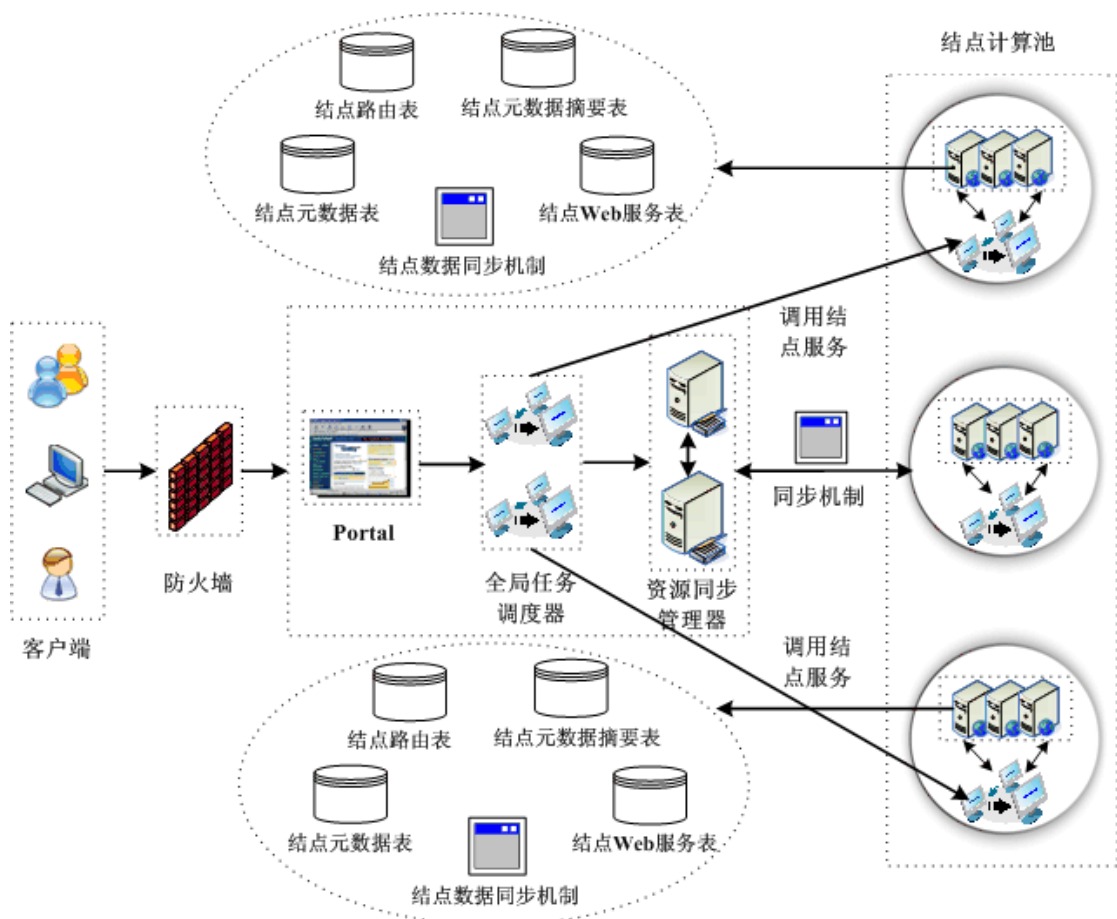 结点计算池
结点路由表
结点元数据摘要表
结点元数据表
结点Web服务表
结点数据同步机制
调用结
点服务
同步机制
Portal
防火墙
全局任务
调度器
资源同步
管理器
客户端
调用结
点服务
结点路由表
结点元数据摘要表
结点元数据表
结点Web服务表
结点数据同步机制